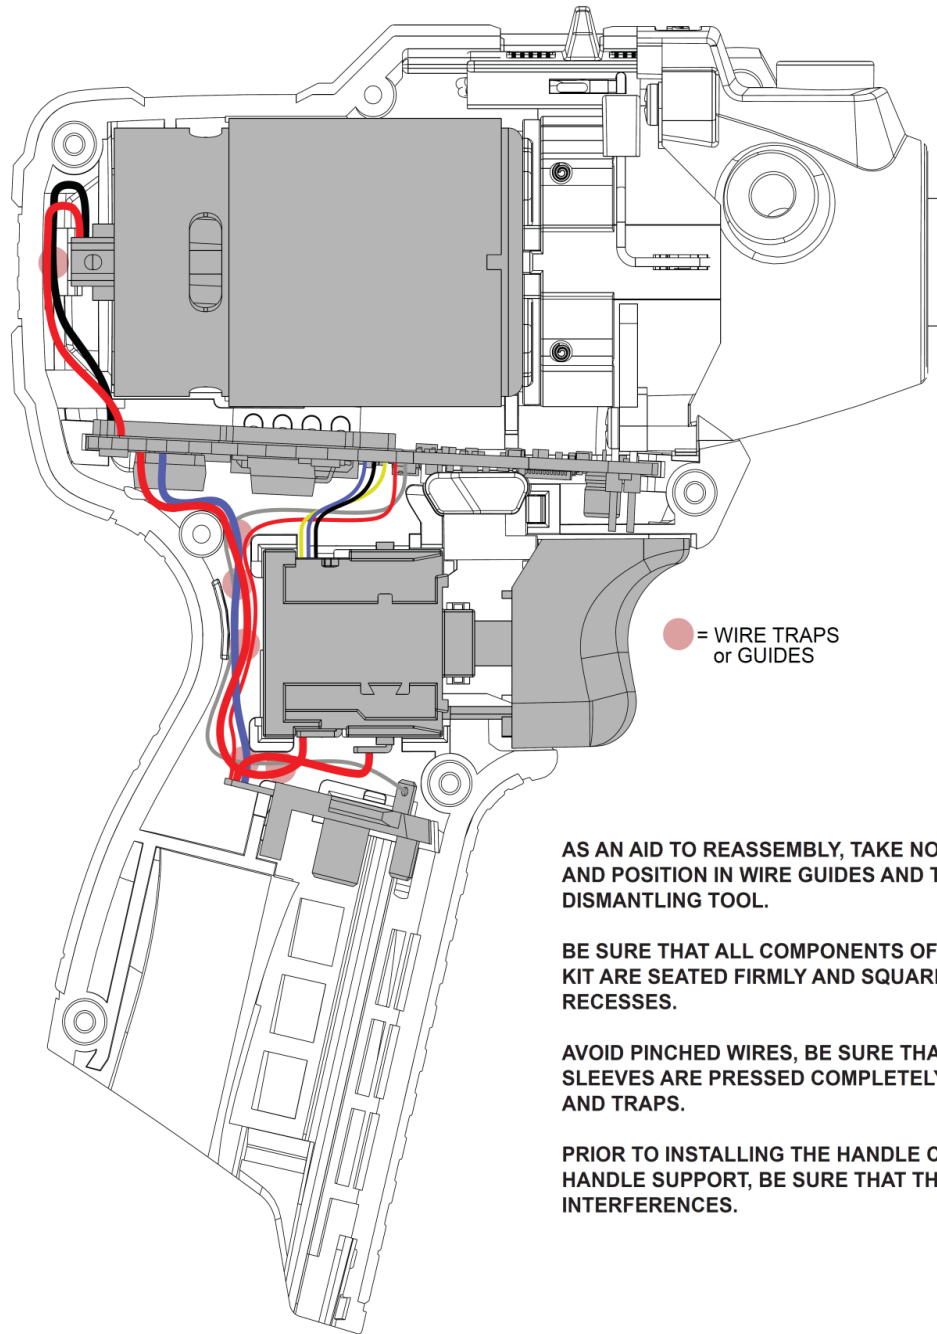 = WIRE TRAPS
or GUIDES
AS AN AID TO REASSEMBLY, TAKE NO
AND POSITION IN WIRE GUIDES AND T
DISMANTLING TOOL.
BE SURE THAT ALL COMPONENTS OF
KIT ARE SEATED FIRMLY AND SQUAR
RECESSES.
AVOID PINCHED WIRES, BE SURE THA
SLEEVES ARE PRESSED COMPLETELY
AND TRAPS.
PRIOR TO INSTALLING THE HANDLE C
HANDLE SUPPORT, BE SURE THAT TH
INTERFERENCES.